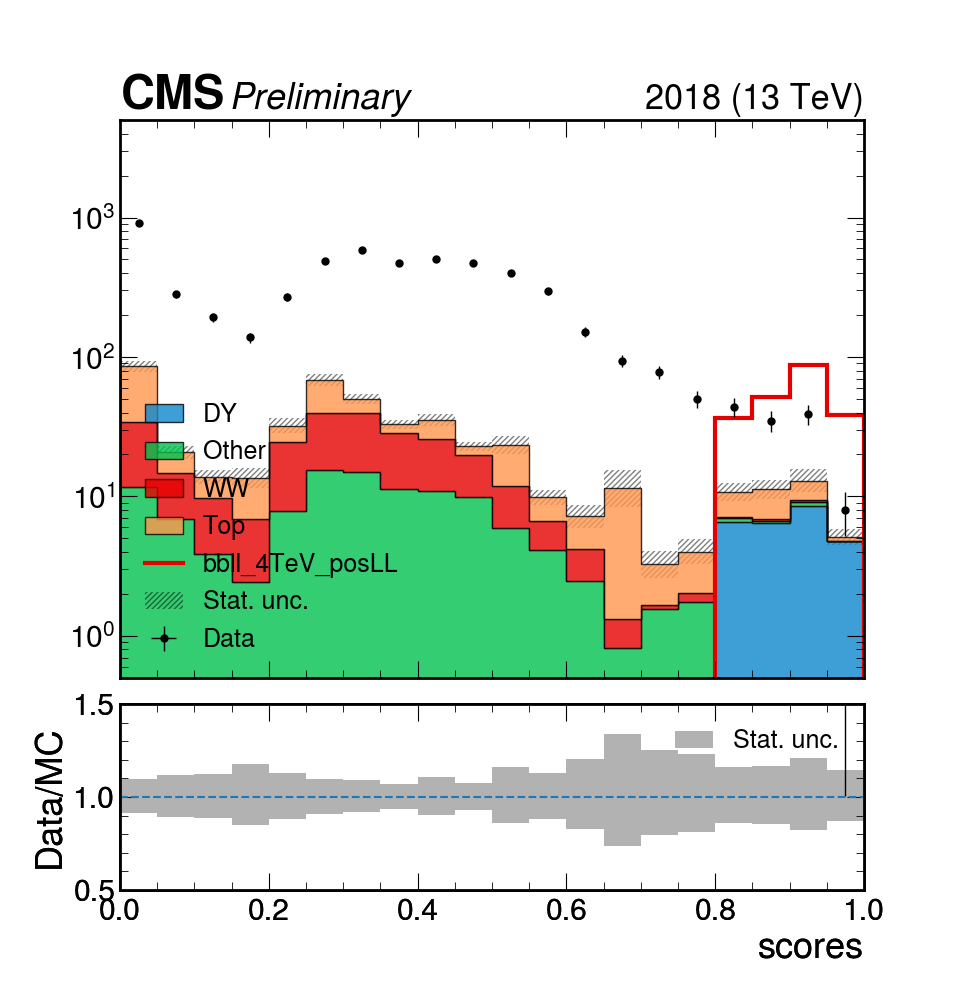 CMS Preliminary 2018 (13 TeV)
10³
10²
10¹
10⁰
DY
Other
WW
Top
bbll_4TeV_posLL
Stat. unc.
Data
1.5
1.0
0.5
Data/MC
Stat. unc.
0.0 0.2 0.4 0.6 0.8 1.0
scores